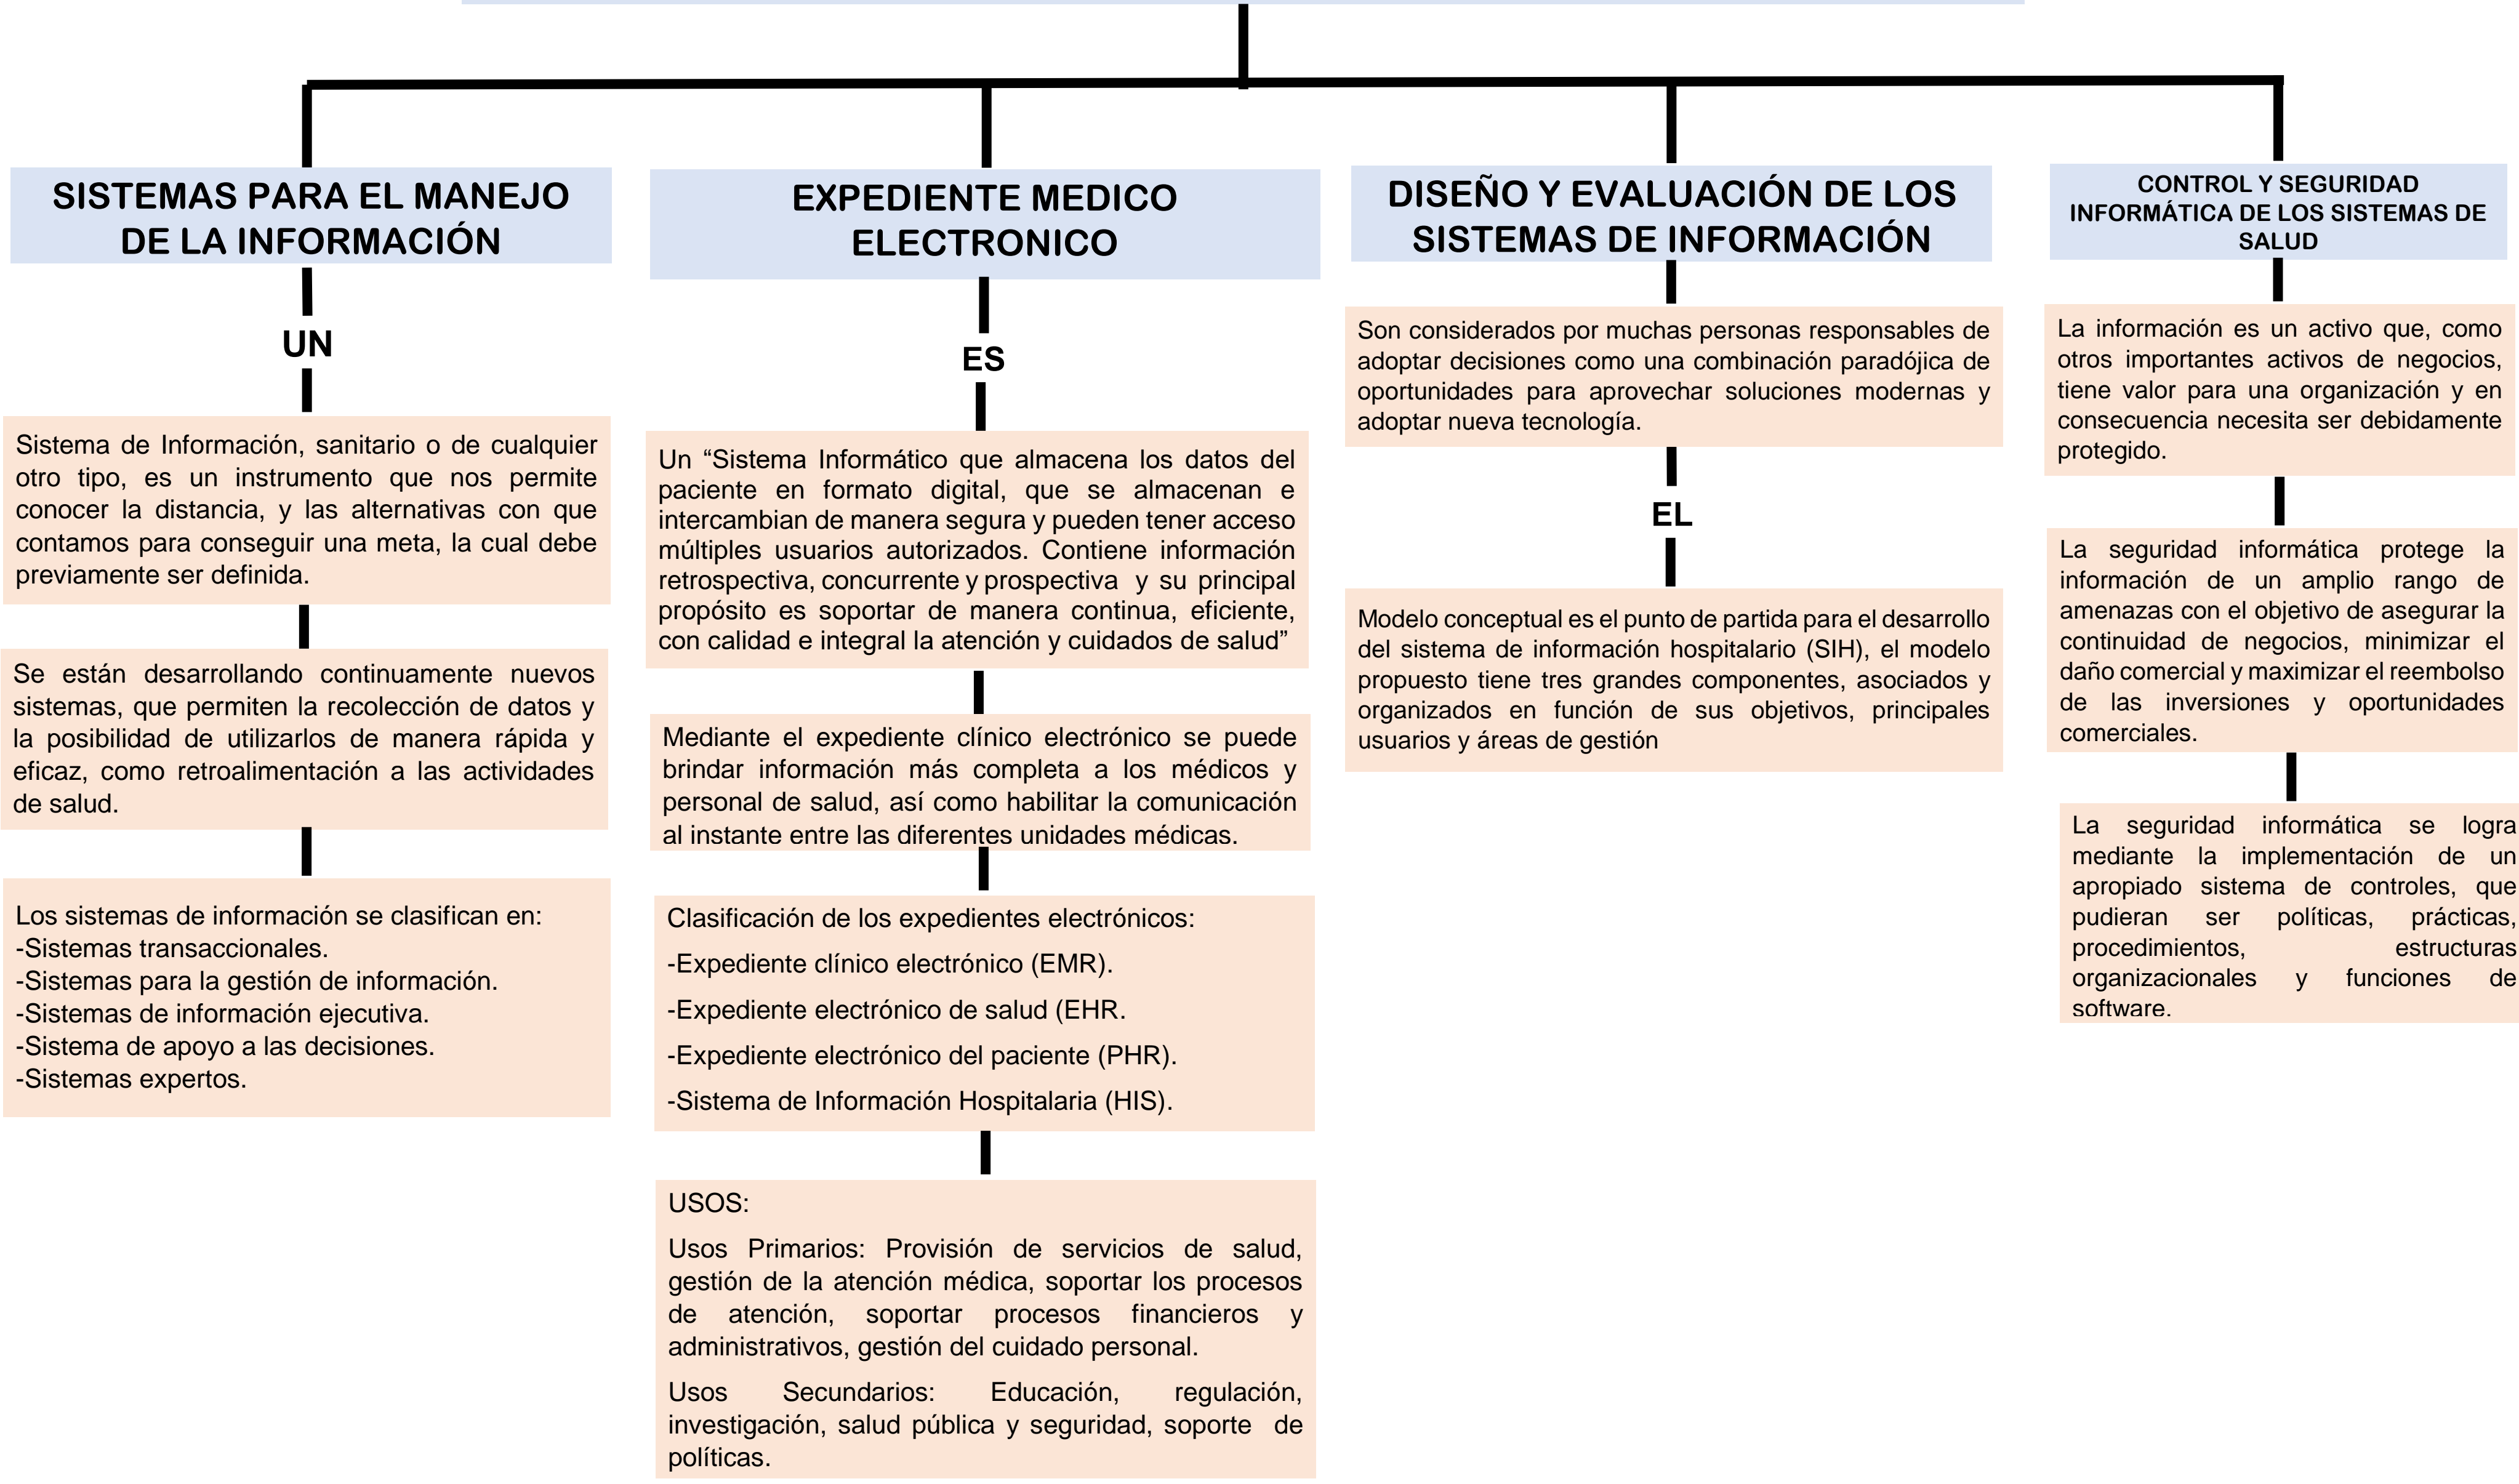 SISTEMAS PARA EL MANEJO
DE LA INFORMACIÓN
UN
Sistema de Información, sanitario o de cualquier
otro tipo, es un instrumento que nos permite
conocer la distancia, y las alternativas con que
contamos para conseguir una meta, la cual debe
previamente ser definida.
Se están desarrollando continuamente nuevos
sistemas, que permiten la recolección de datos y
la posibilidad de utilizarlos de manera rápida y
eficaz, como retroalimentación a las actividades
de salud.
Los sistemas de información se clasifican en:
-Sistemas transaccionales.
-Sistemas para la gestión de información.
-Sistemas de información ejecutiva.
-Sistema de apoyo a las decisiones.
-Sistemas expertos.
EXPEDIENTE MEDICO
ELECTRONICO
ES
Un “Sistema Informático que almacena los datos del
paciente en formato digital, que se almacenan e
intercambian de manera segura y pueden tener acceso
múltiples usuarios autorizados. Contiene información
retrospectiva, concurrente y prospectiva y su principal
propósito es soportar de manera continua, eficiente,
con calidad e integral la atención y cuidados de salud”
Mediante el expediente clínico electrónico se puede
brindar información más completa a los médicos y
personal de salud, así como habilitar la comunicación
al instante entre las diferentes unidades médicas.
Clasificación de los expedientes electrónicos:
-Expediente clínico electrónico (EMR).
-Expediente electrónico de salud (EHR.
-Expediente electrónico del paciente (PHR).
-Sistema de Información Hospitalaria (HIS).
USOS:
Usos Primarios: Provisión de servicios de salud,
gestión de la atención médica, soportar los procesos
de atención, soportar procesos financieros y
administrativos, gestión del cuidado personal.
Usos Secundarios: Educación, regulación,
investigación, salud pública y seguridad, soporte de
políticas.
DISEÑO Y EVALUACIÓN DE LOS
SISTEMAS DE INFORMACIÓN
Son considerados por muchas personas responsables de
adoptar decisiones como una combinación paradójica de
oportunidades para aprovechar soluciones modernas y
adoptar nueva tecnología.
EL
Modelo conceptual es el punto de partida para el desarrollo
del sistema de información hospitalario (SIH), el modelo
propuesto tiene tres grandes componentes, asociados y
organizados en función de sus objetivos, principales
usuarios y áreas de gestión
CONTROL Y SEGURIDAD
INFORMÁTICA DE LOS SISTEMAS DE
SALUD
La información es un activo que, como
otros importantes activos de negocios,
tiene valor para una organización y en
consecuencia necesita ser debidamente
protegido.
La seguridad informática protege la
información de un amplio rango de
amenazas con el objetivo de asegurar la
continuidad de negocios, minimizar el
daño comercial y maximizar el reembolso
de las inversiones y oportunidades
comerciales.
La seguridad informática se logra
mediante la implementación de un
apropiado sistema de controles, que
pudieran ser políticas, prácticas,
procedimientos, estructuras
organizacionales y funciones de
software.